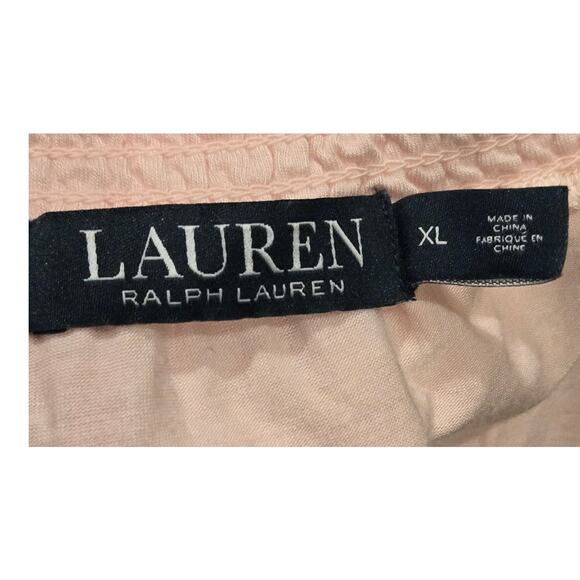 LAUREN
RALPH LAUREN
XL
MADE IN
CHINA
FABRIQUÉ EN
CHINE